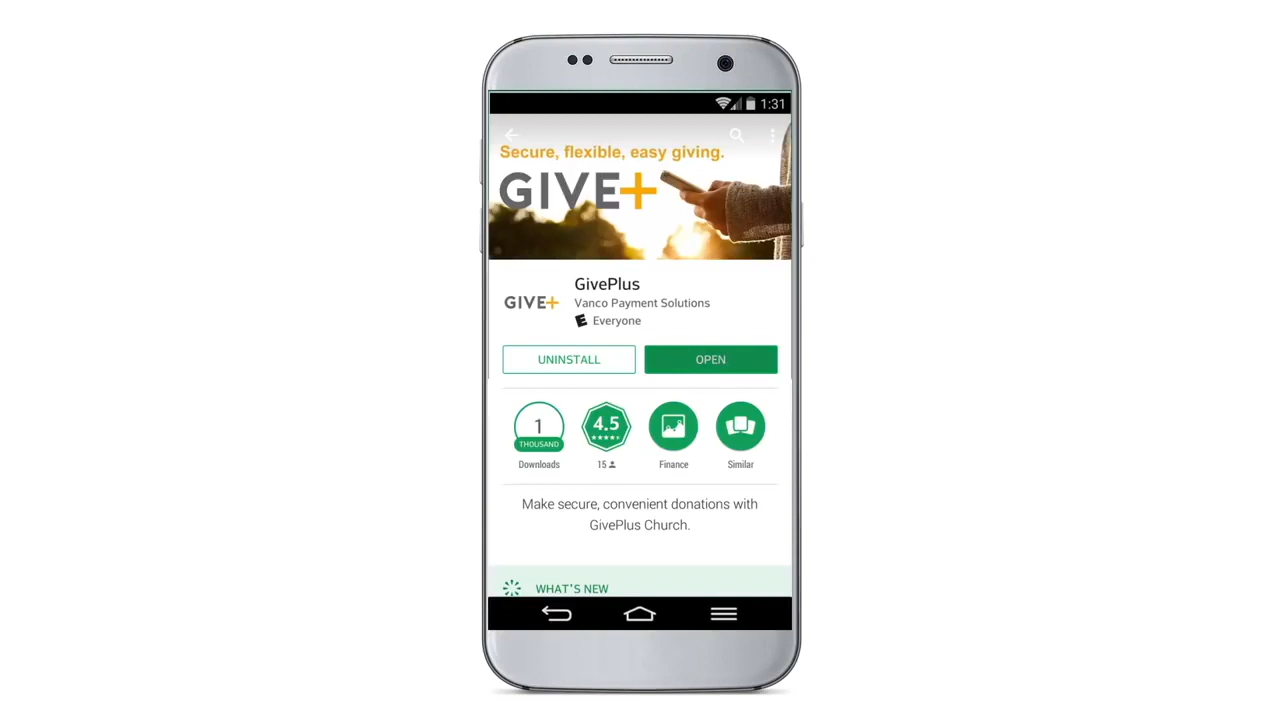 1:31
Secure, flexible, easy giving.
GIVE+
GivePlus
GIVE+
Vanco Payment Solutions
E Everyone
UNINSTALL
OPEN
1
THOUSAND
4.5
Downloads
15
Finance
Similar
Make secure, convenient donations with
GivePlus Church.
WHAT'S NEW